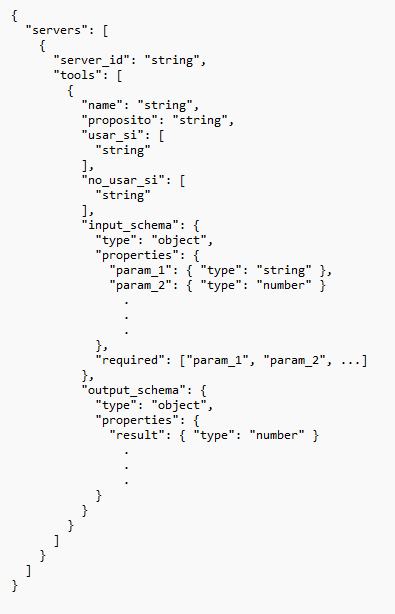 {
  "servers": [
    {
      "server_id": "string",
      "tools": [
        {
          "name": "string",
          "proposito": "string",
          "usar_si": [
            "string"
          ],
          "no_usar_si": [
            "string"
          ],
          "input_schema": {
            "type": "object",
            "properties": {
              "param_1": { "type": "string" },
              "param_2": { "type": "number" }
                .
                .
                .
            },
            "required": ["param_1", "param_2", ...]
          },
          "output_schema": {
            "type": "object",
            "properties": {
              "result": { "type": "number" }
                .
                .
                .
            }
          }
        }
      ]
    }
  ]
}